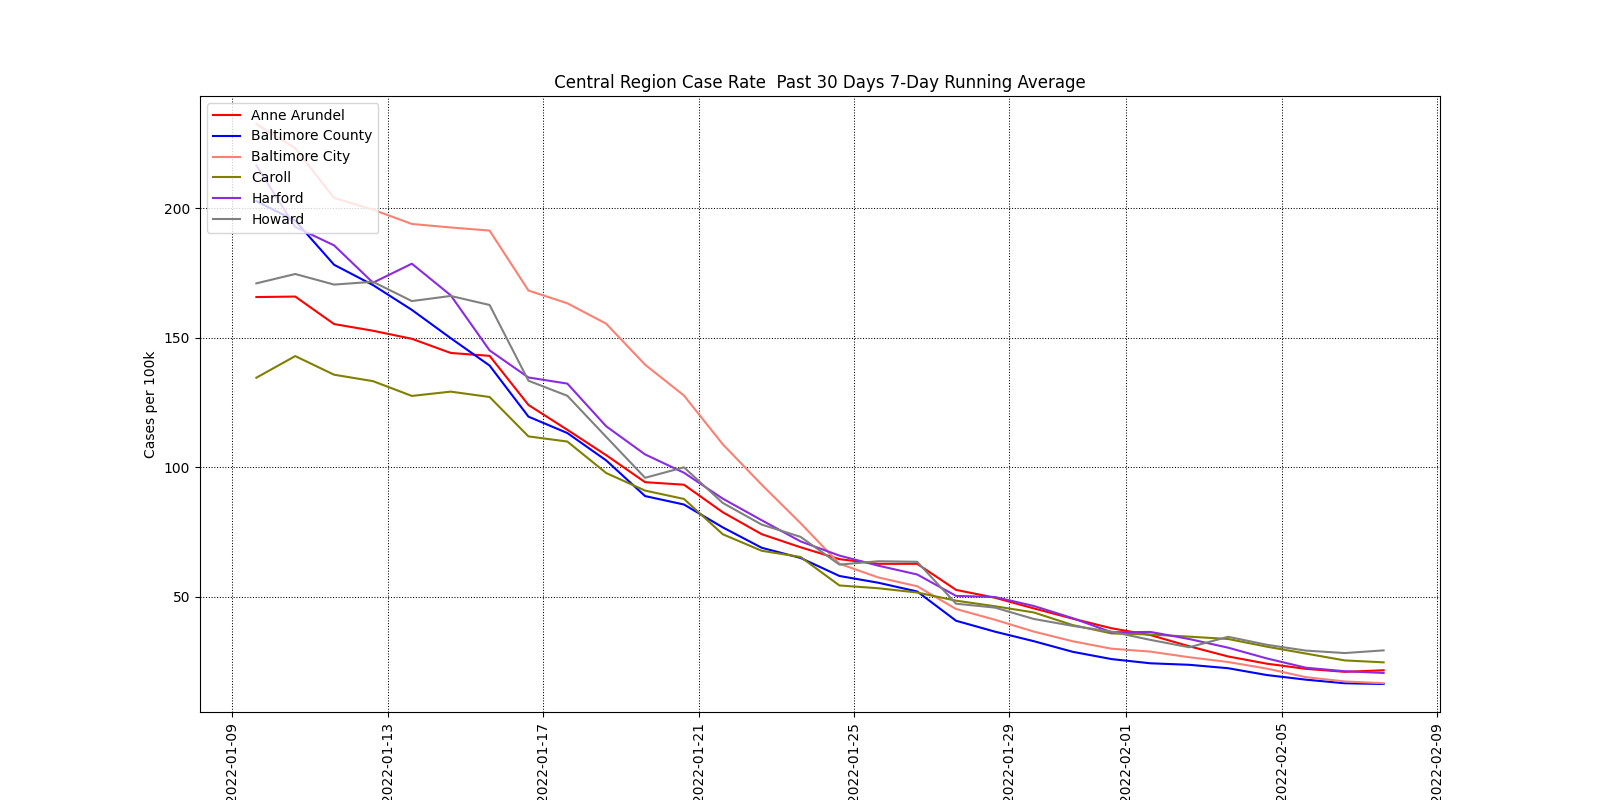 Central Region Case Rate  Past 30 Days 7-Day Running Average
Anne Arundel
Baltimore County
Baltimore City
Caroll
Harford
Howard
Cases per 100k
200
150
100
50
2022-01-09
2022-01-13
2022-01-17
2022-01-21
2022-01-25
2022-01-29
2022-02-01
2022-02-05
2022-02-09